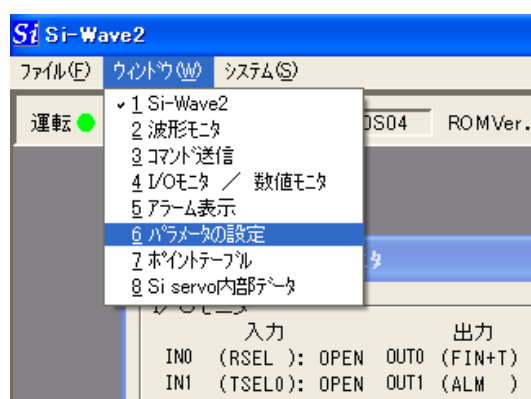 Si Si-Wave2
ﾌｧｲﾙ(F) ｳｨﾝﾄﾞｳ(W) ｼｽﾃﾑ(S)
運転 0S04 ROMVer.
✓1 Si-Wave2
2 波形ﾓﾆﾀ
3 ｺﾏﾝﾄﾞ送信
4 I/Oﾓﾆﾀ ／ 数値ﾓﾆﾀ
5 ｱﾗｰﾑ表示
6 ﾊﾟﾗﾒｰﾀの設定
7 ﾎﾟｲﾝﾄﾃｰﾌﾞﾙ
8 Si servo内部ﾃﾞｰﾀ
ﾀ
I/Oﾓﾆﾀ
入力 出力
IN0 (RSEL ): OPEN OUT0 (FIN+T)
IN1 (TSEL0): OPEN OUT1 (ALM )